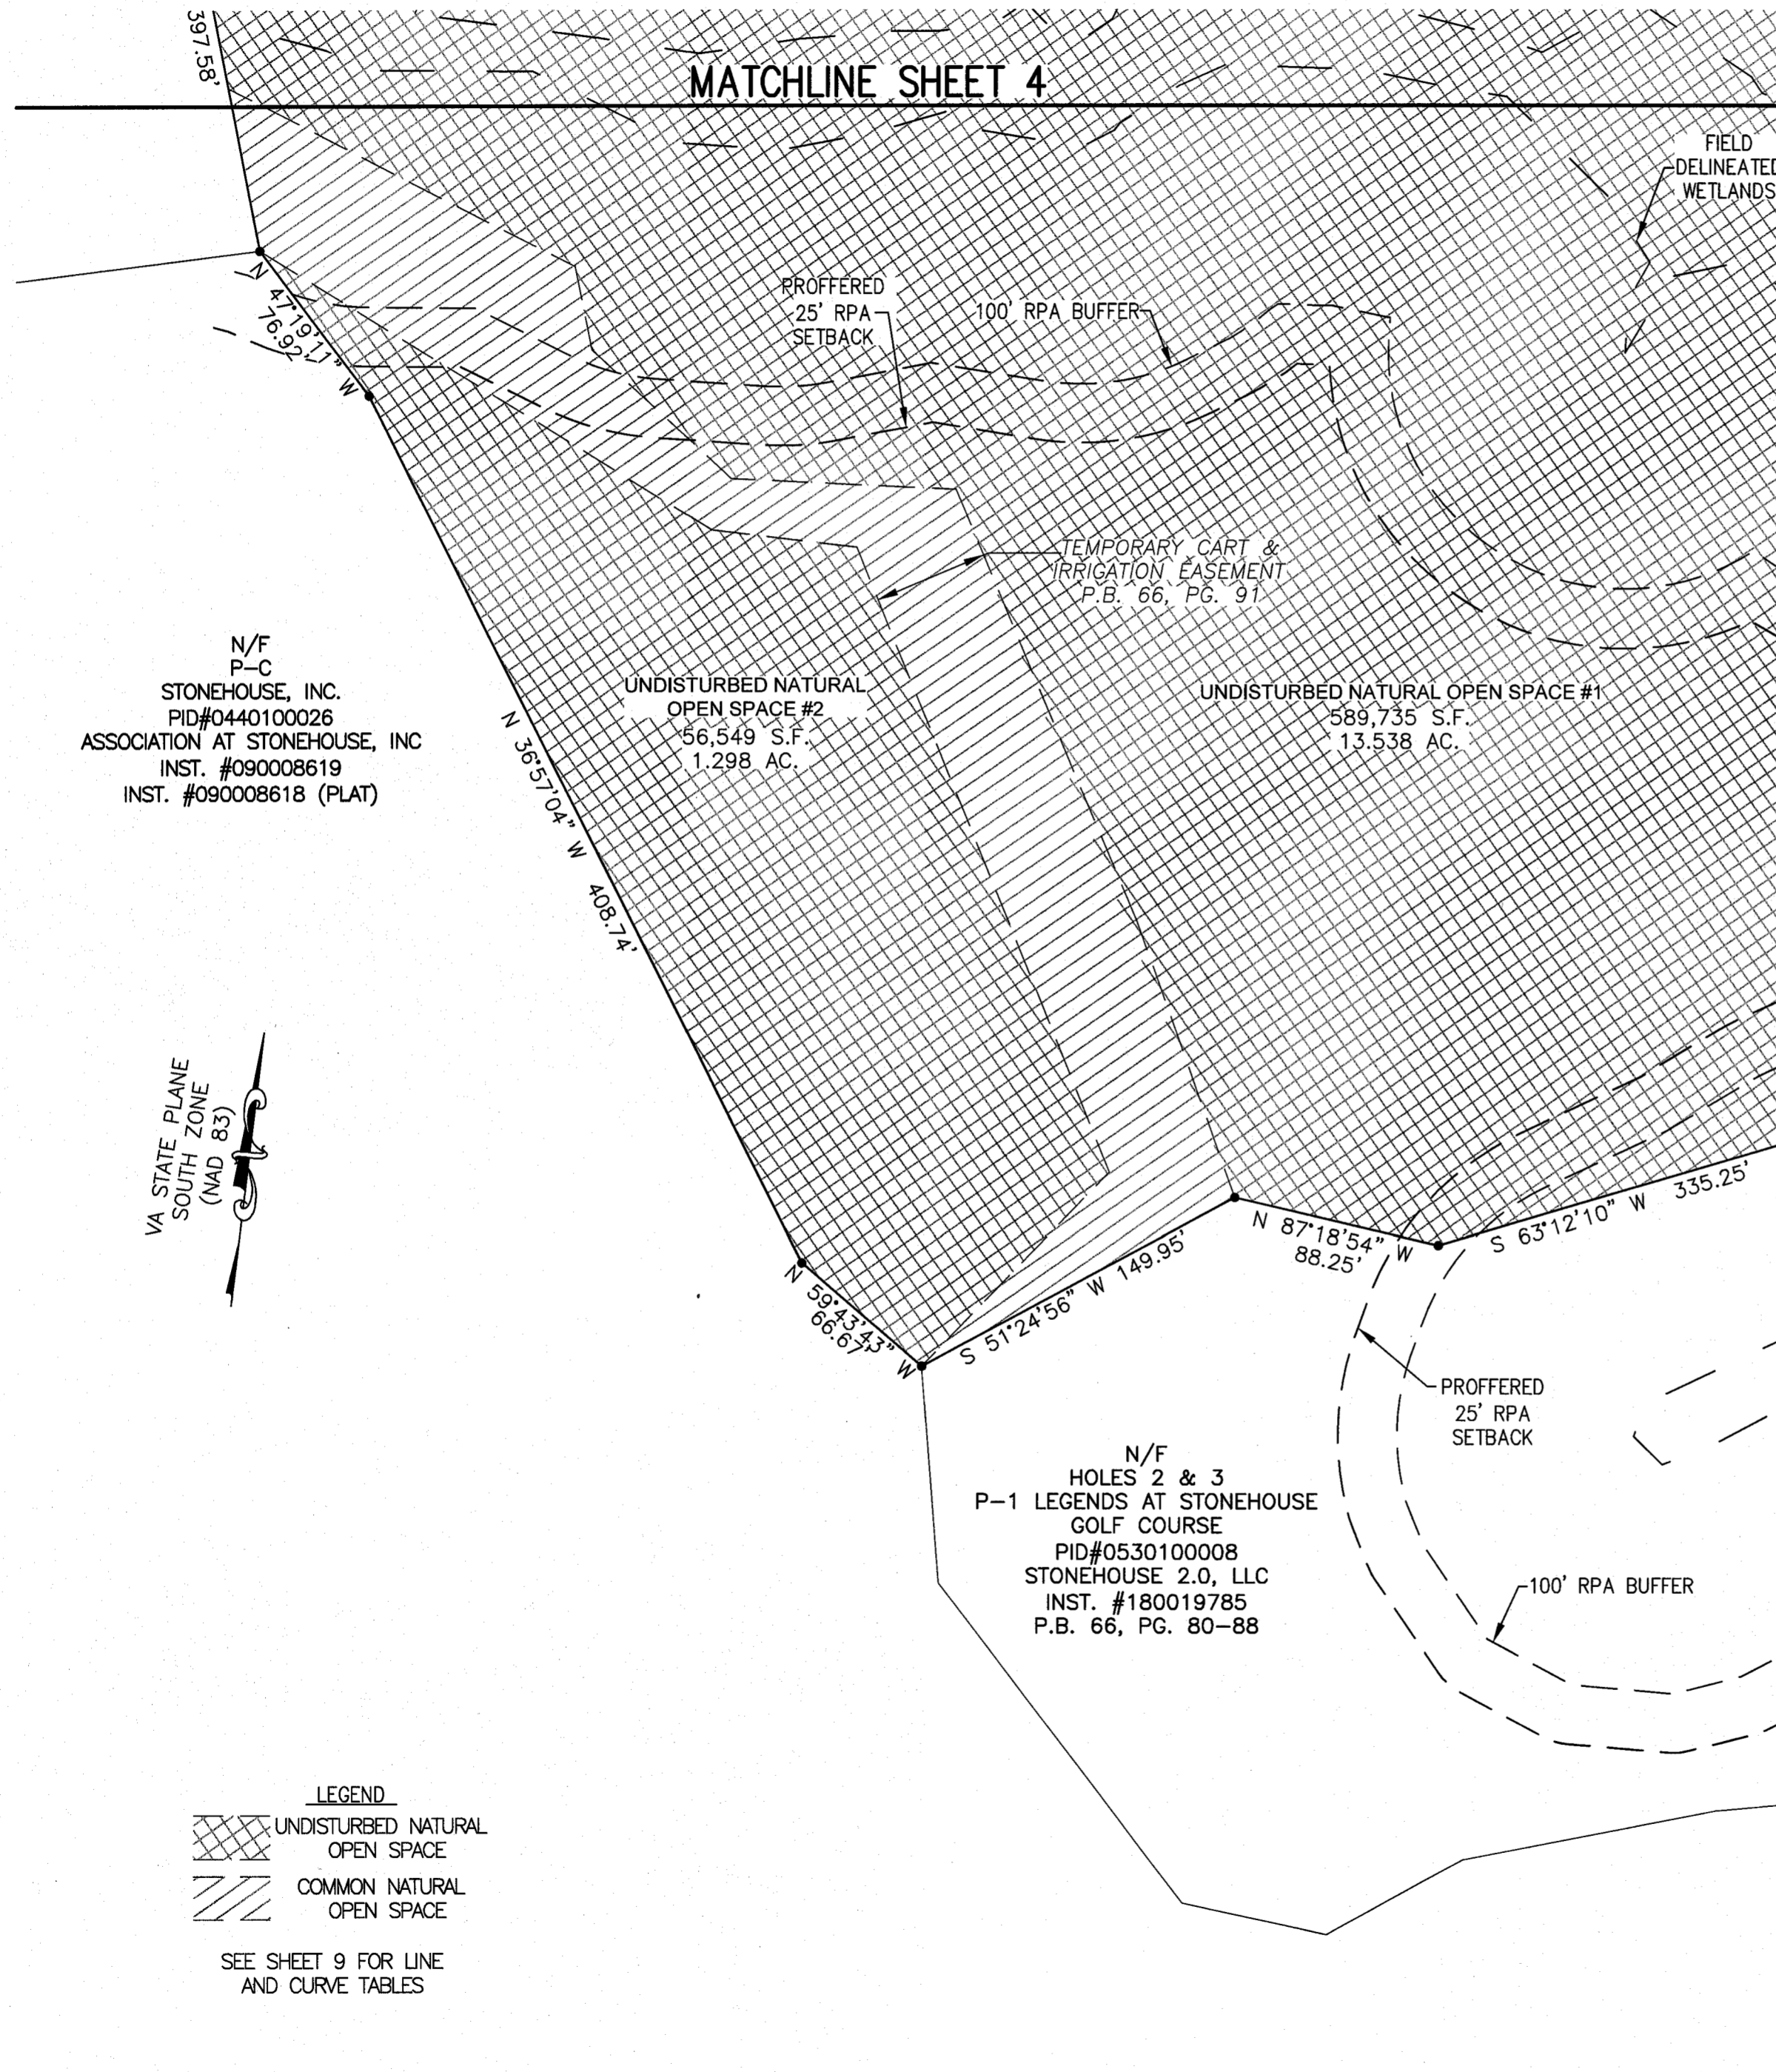 397.58'
MATCHLINE SHEET 4
FIELD
DELINEATED
WETLANDS
N 47°19'11" W
76.92'
PROFFERED
25' RPA
SETBACK
100' RPA BUFFER
TEMPORARY CART &
IRRIGATION EASEMENT
P.B. 66, PG. 91
N/F
P-C
STONEHOUSE, INC.
PID#0440100026
ASSOCIATION AT STONEHOUSE, INC
INST. #090008619
INST. #090008618 (PLAT)
UNDISTURBED NATURAL
OPEN SPACE #2
56,549 S.F.
1.298 AC.
UNDISTURBED NATURAL OPEN SPACE #1
589,735 S.F.
13.538 AC.
N 36°57'04" W 408.74'
VA STATE PLANE
SOUTH ZONE
(NAD 83)
N 59°43'43" W
66.67'
S 51°24'56" W 149.95'
N 87°18'54" W
88.25'
S 63°12'10" W 335.25'
PROFFERED
25' RPA
SETBACK
N/F
HOLES 2 & 3
P-1 LEGENDS AT STONEHOUSE
GOLF COURSE
PID#0530100008
STONEHOUSE 2.0, LLC
INST. #180019785
P.B. 66, PG. 80-88
100' RPA BUFFER
LEGEND
UNDISTURBED NATURAL
OPEN SPACE
COMMON NATURAL
OPEN SPACE
SEE SHEET 9 FOR LINE
AND CURVE TABLES